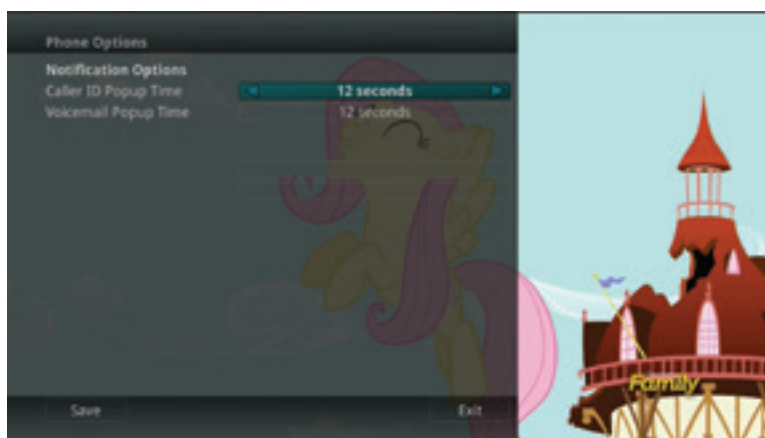 Phone Options
Notification Options
Caller ID Popup Time 12 seconds
Voicemail Popup Time 12 seconds
Family
Save Exit